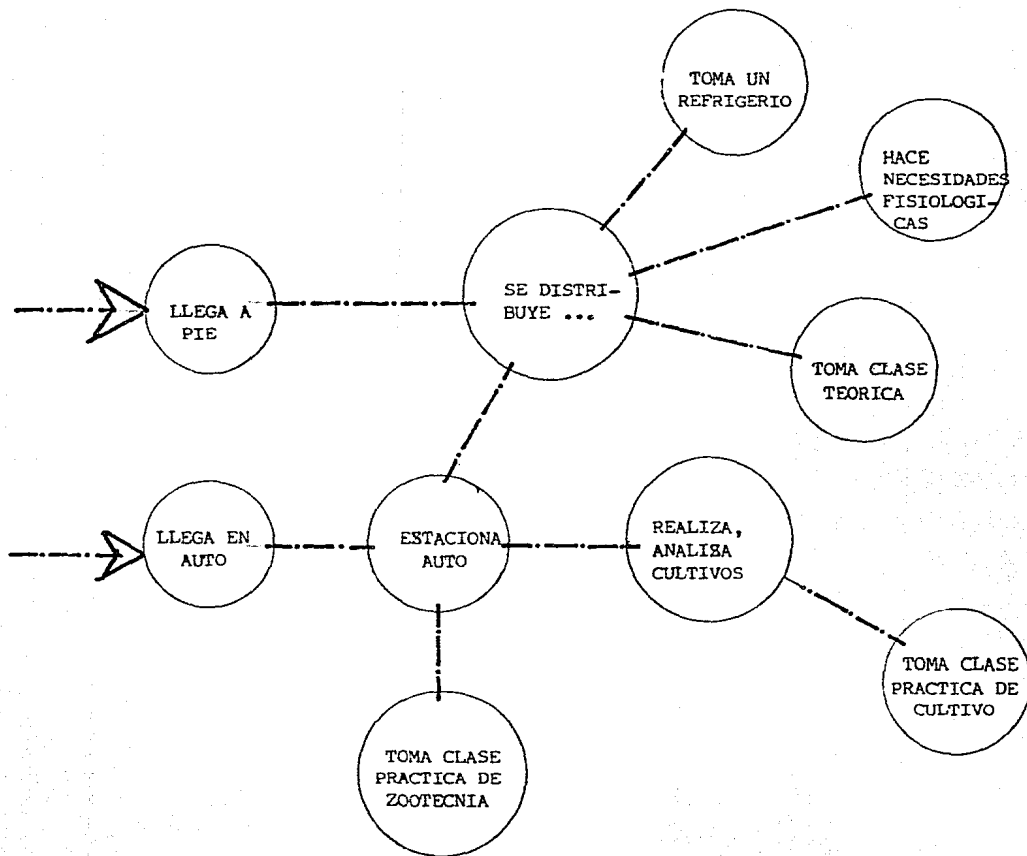 TOMA UN
REFRIGERIO
HACE
NECESIDADES
FISIOLOGI-
CAS
LLEGA A
PIE
SE DISTRI-
BUYE ...
TOMA CLASE
TEORICA
LLEGA EN
AUTO
ESTACIONA
AUTO
REALIZA,
ANALIZA
CULTIVOS
TOMA CLASE
PRACTICA DE
CULTIVO
TOMA CLASE
PRACTICA DE
ZOOTECNIA